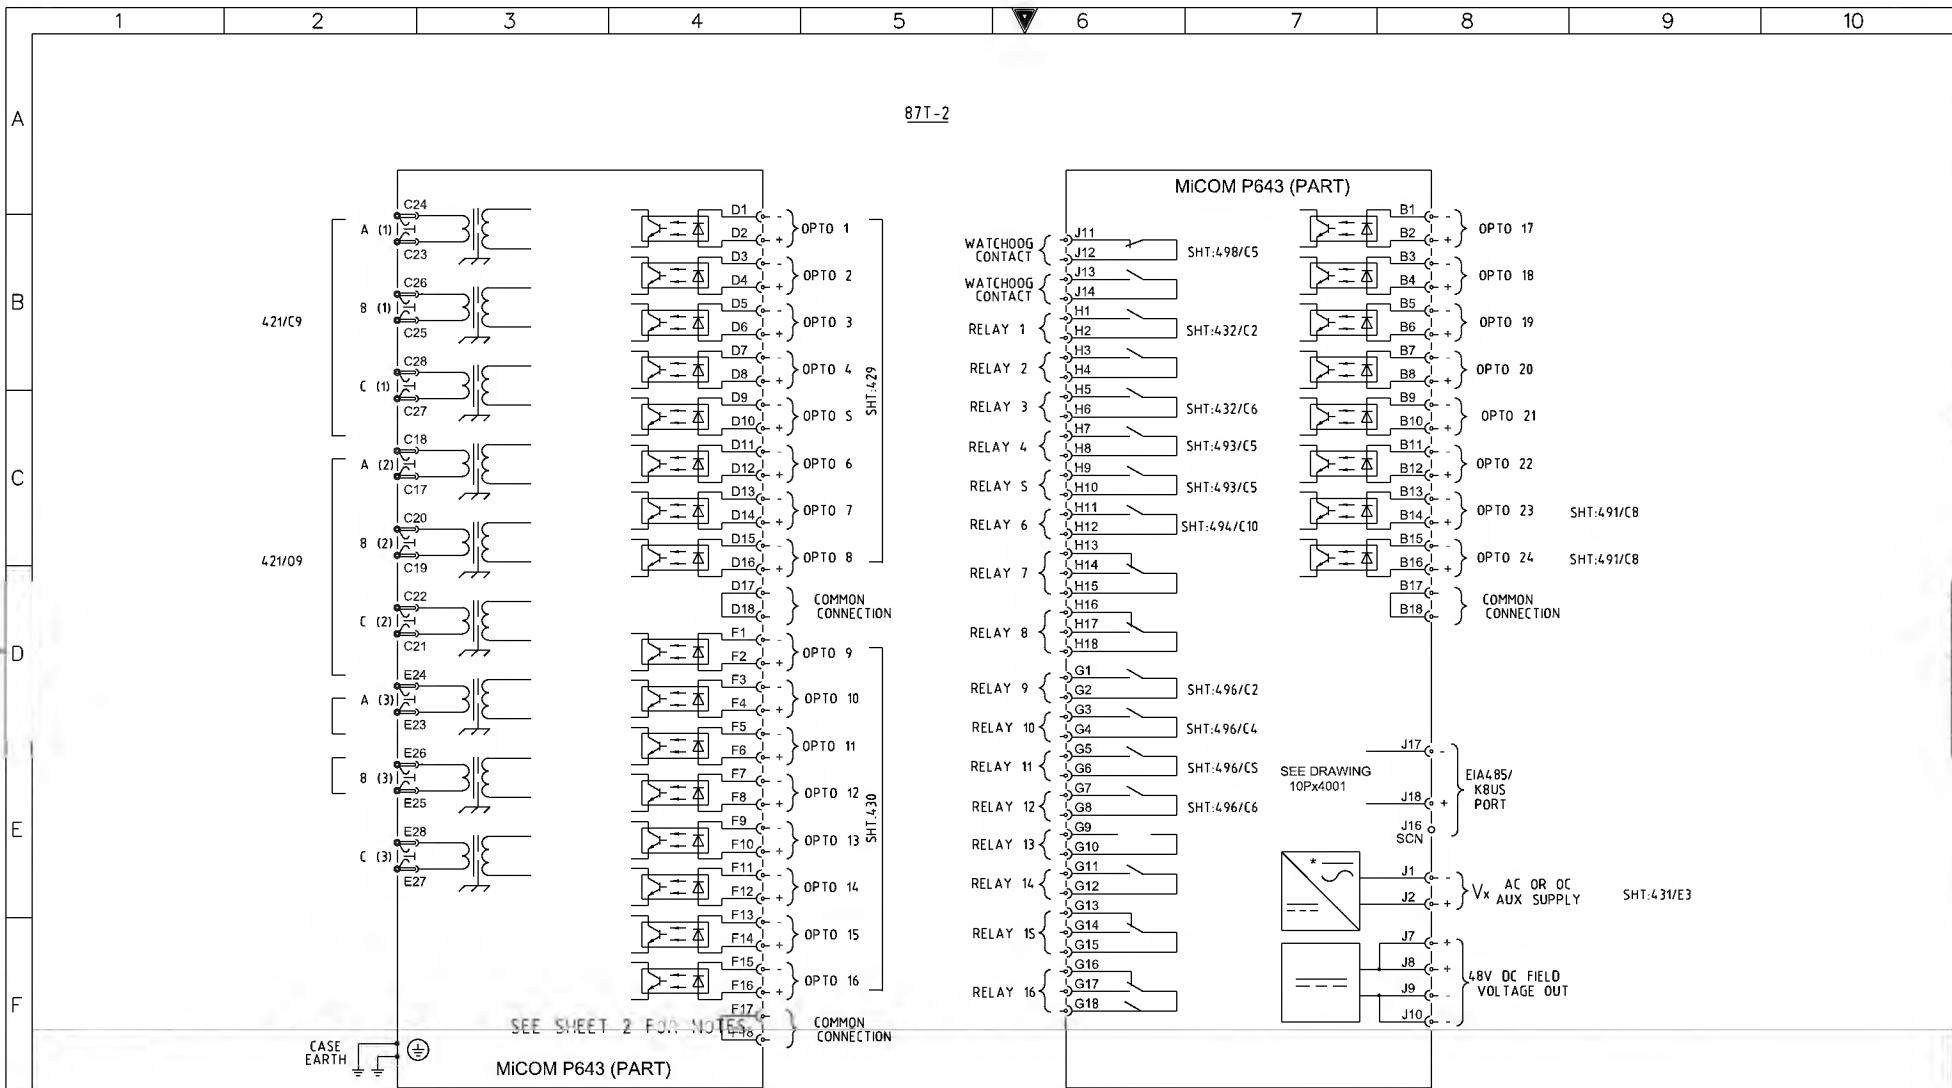 1 2 3 4 5 6 7 8 9 10
A
B
C
D
E
F
87T-2
421/C9
421/09
A (1)
B (1)
C (1)
A (2)
B (2)
C (2)
A (3)
B (3)
C (3)
C24
C23
C26
C25
C28
C27
C18
C17
C20
C19
C22
C21
E24
E23
E26
E25
E28
E27
CASE
EARTH
D1 -
D2 +
OPTO 1
D3 -
D4 +
OPTO 2
D5 -
D6 +
OPTO 3
D7 -
D8 +
OPTO 4
D9 -
D10 +
OPTO S
D11 -
D12 +
OPTO 6
D13 -
D14 +
OPTO 7
D15 -
D16 +
OPTO 8
SHT:429
D17
D18
COMMON
CONNECTION
F1 -
F2 +
OPTO 9
F3 -
F4 +
OPTO 10
F5 -
F6 +
OPTO 11
F7 -
F8 +
OPTO 12
F9 -
F10 +
OPTO 13
F11 -
F12 +
OPTO 14
F13 -
F14 +
OPTO 15
F15 -
F16 +
OPTO 16
SHT:430
F17
F18
COMMON
CONNECTION
SEE SHEET 2 FOR NOTES
MiCOM P643 (PART)
MiCOM P643 (PART)
WATCHOOG
CONTACT
J11
J12
SHT:498/C5
WATCHOOG
CONTACT
J13
J14
RELAY 1
H1
H2
SHT:432/C2
RELAY 2
H3
H4
RELAY 3
H5
H6
SHT:432/C6
RELAY 4
H7
H8
SHT:493/C5
RELAY S
H9
H10
SHT:493/C5
RELAY 6
H11
H12
SHT:494/C10
RELAY 7
H13
H14
H15
RELAY 8
H16
H17
H18
RELAY 9
G1
G2
SHT:496/C2
RELAY 10
G3
G4
SHT:496/C4
RELAY 11
G5
G6
SHT:496/CS
RELAY 12
G7
G8
SHT:496/C6
RELAY 13
G9
G10
RELAY 14
G11
G12
RELAY 1S
G13
G14
G15
RELAY 16
G16
G17
G18
B1 -
B2 +
OPTO 17
B3 -
B4 +
OPTO 18
B5 -
B6 +
OPTO 19
B7 -
B8 +
OPTO 20
B9 -
B10 +
OPTO 21
B11 -
B12 +
OPTO 22
B13 -
B14 +
OPTO 23
SHT:491/C8
B15 -
B16 +
OPTO 24
SHT:491/C8
B17
B18
COMMON
CONNECTION
SEE DRAWING
10Px4001
J17 -
J18 +
J16
SCN
EIA485/
KBUS
PORT
*
J1 -
J2 +
Vx AC OR OC
AUX SUPPLY
SHT:431/E3
J7 +
J8 +
J9 -
J10 -
48V DC FIELD
VOLTAGE OUT